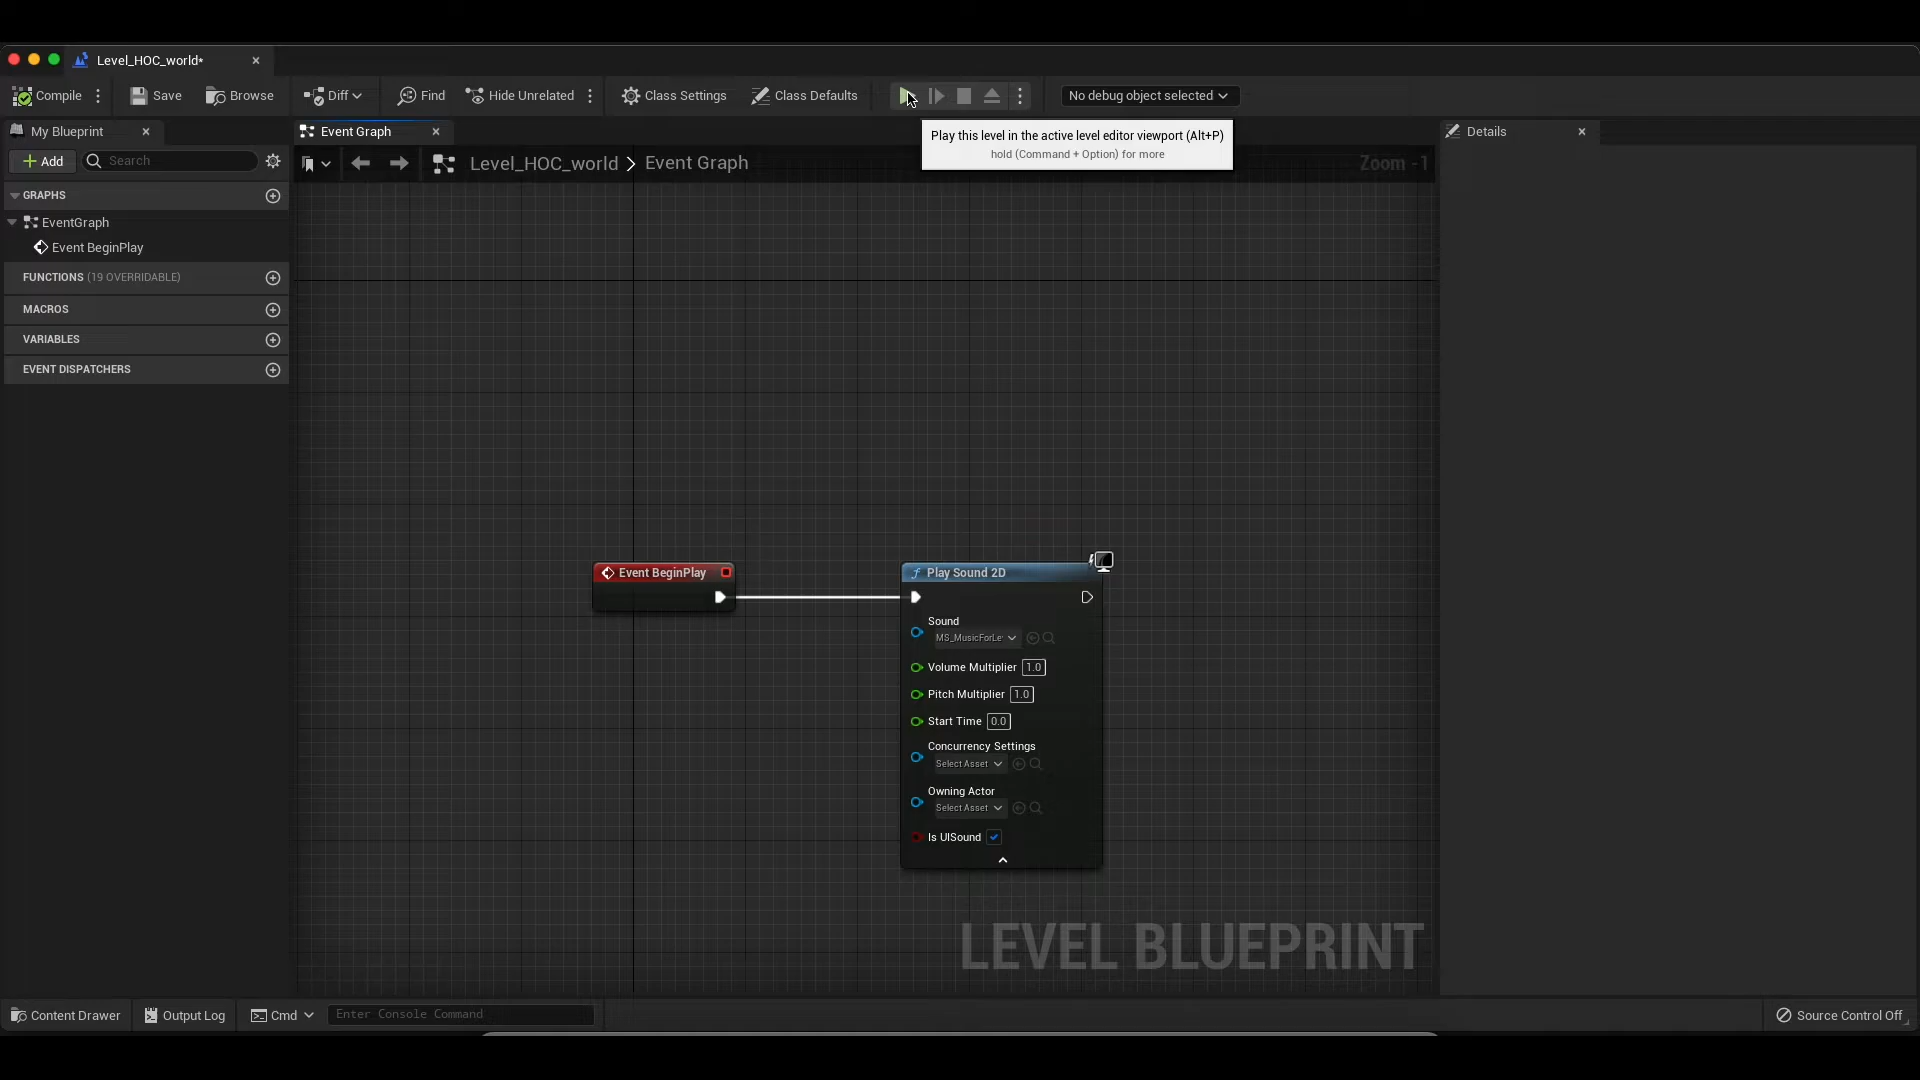 Level_HOC_world*
Compile
Save
Browse
Diff
Find
Hide Unrelated
Class Settings
Class Defaults
No debug object selected
My Blueprint
Event Graph
Play this level in the active level editor viewport (Alt+P)
hold (Command + Option) for more
Details
Add
Search
Level_HOC_world > Event Graph
Zoom -1
GRAPHS
EventGraph
Event BeginPlay
FUNCTIONS (19 OVERRIDABLE)
MACROS
VARIABLES
EVENT DISPATCHERS
Event BeginPlay
f Play Sound 2D
Sound
MS_MusicForLe
Volume Multiplier 1.0
Pitch Multiplier 1.0
Start Time 0.0
Concurrency Settings
Select Asset
Owning Actor
Select Asset
Is UISound
LEVEL BLUEPRINT
Content Drawer
Output Log
Cmd
Enter Console Command
Source Control Off